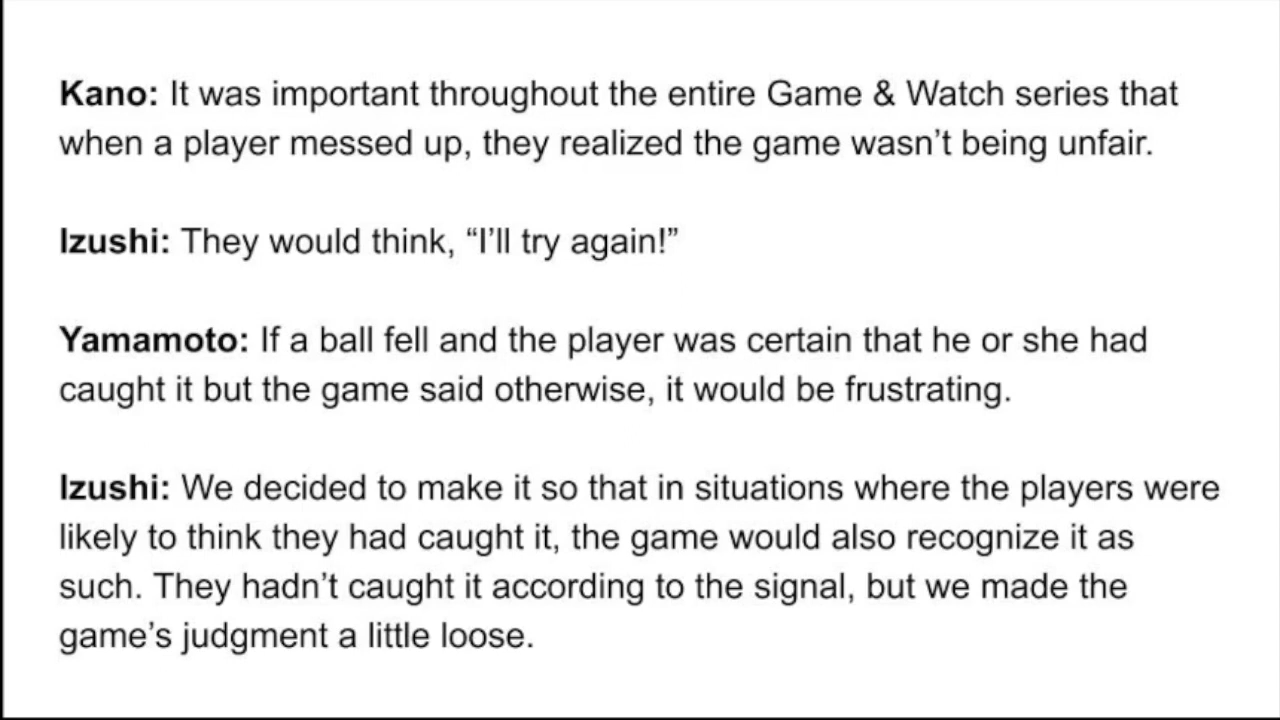 Kano: It was important throughout the entire Game & Watch series that
when a player messed up, they realized the game wasn’t being unfair.
Izushi: They would think, “I’ll try again!”
Yamamoto: If a ball fell and the player was certain that he or she had
caught it but the game said otherwise, it would be frustrating.
Izushi: We decided to make it so that in situations where the players were
likely to think they had caught it, the game would also recognize it as
such. They hadn’t caught it according to the signal, but we made the
game’s judgment a little loose.